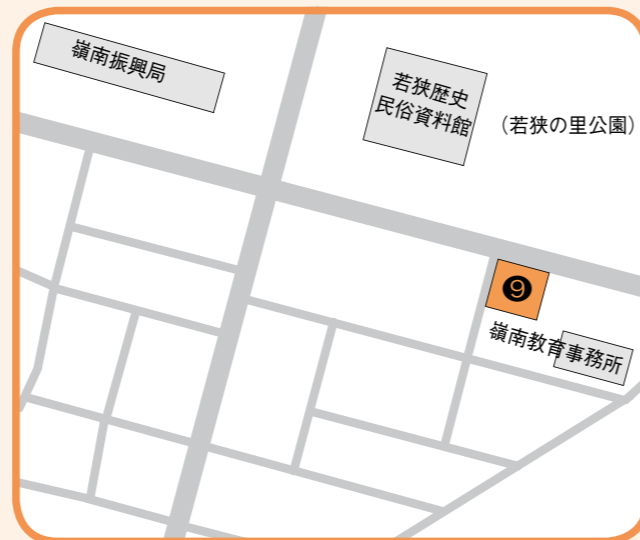 嶺南振興局
若狭歴史
民俗資料館
（若狭の里公園）
❾
嶺南教育事務所